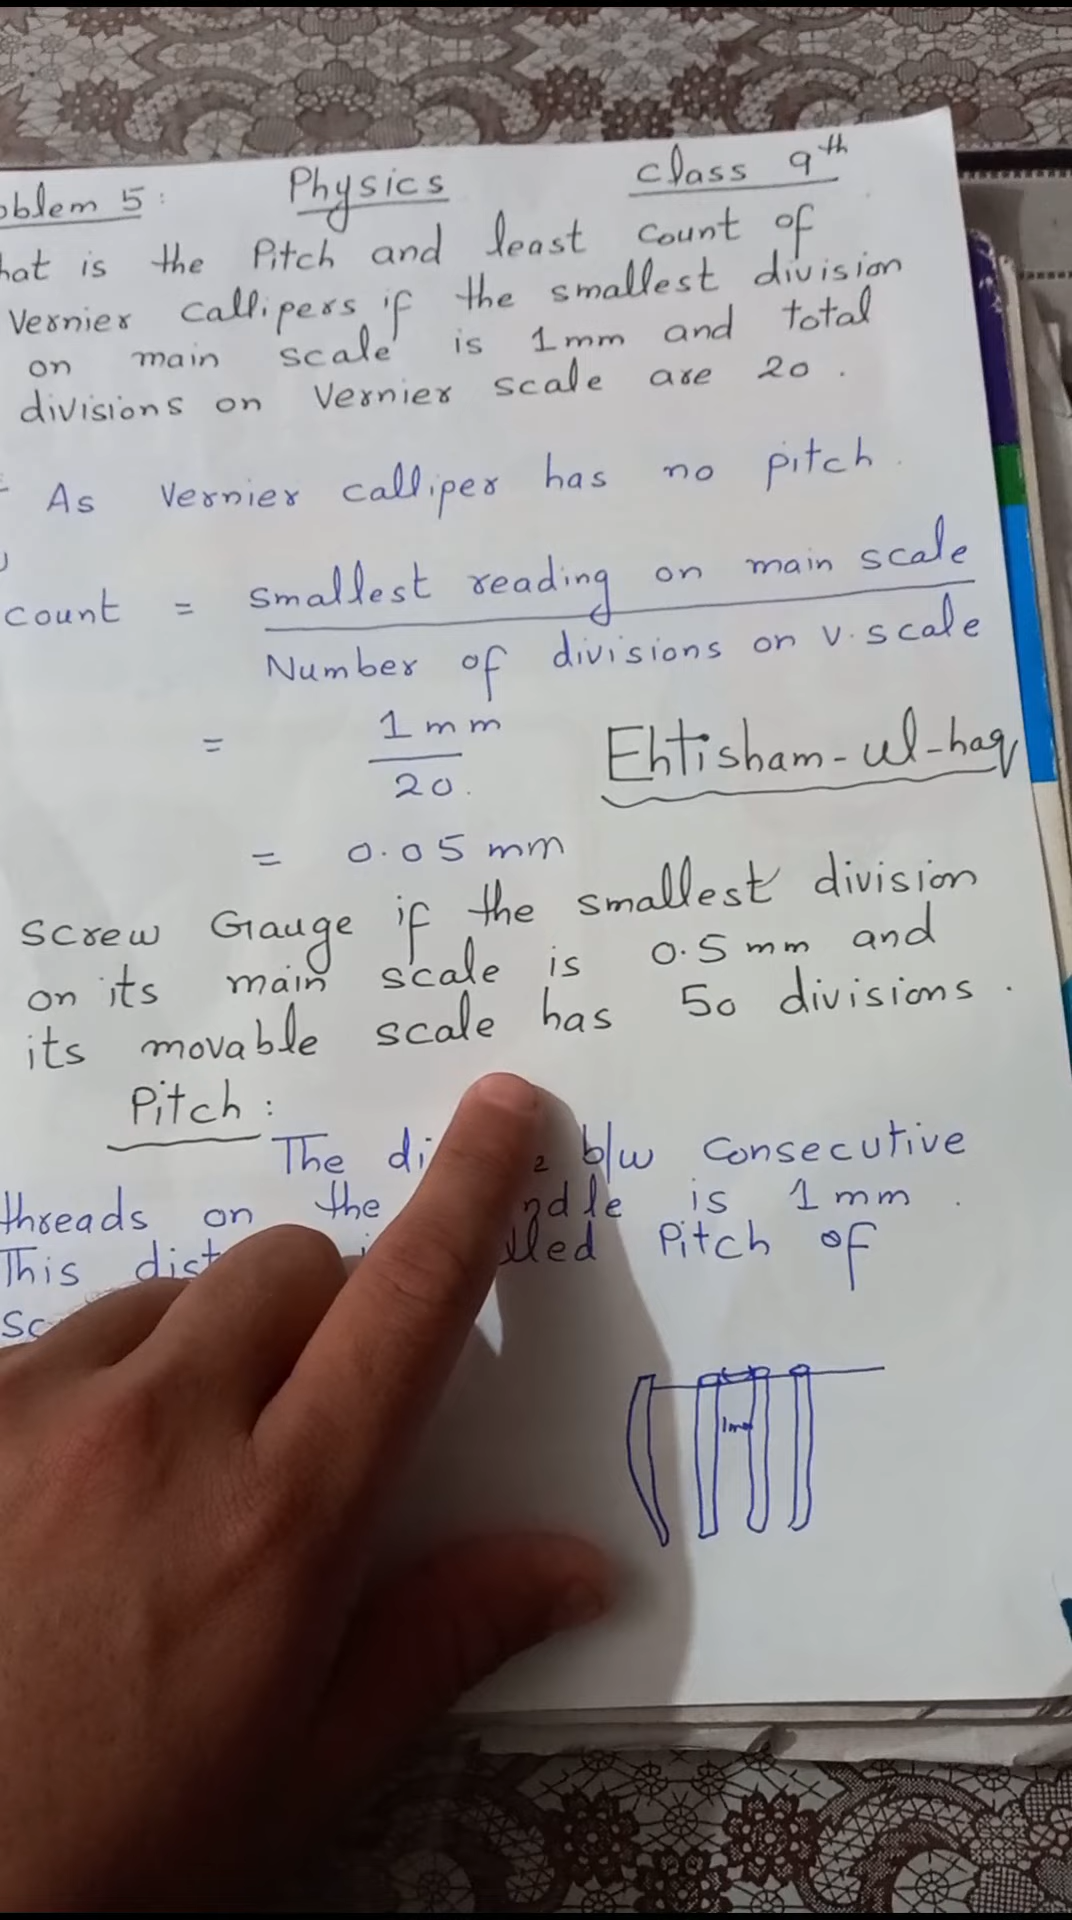 Physics class 9th
oblem 5:
hat is the Pitch and least count of
Vernier Callipers if the smallest division
on main scale is 1mm and total
divisions on Vernier scale are 20.
As Vernier calliper has no pitch.
count = smallest reading on main scale
Number of divisions on v.scale
= 1mm
20.
Ehtisham-ul-haq
= 0.05 mm
Screw Gauge if the smallest division
on its main scale is 0.5 mm and
its movable scale has 50 divisions.
Pitch:
The 2 b/w Consecutive
threads on the is 1mm.
This Pitch of